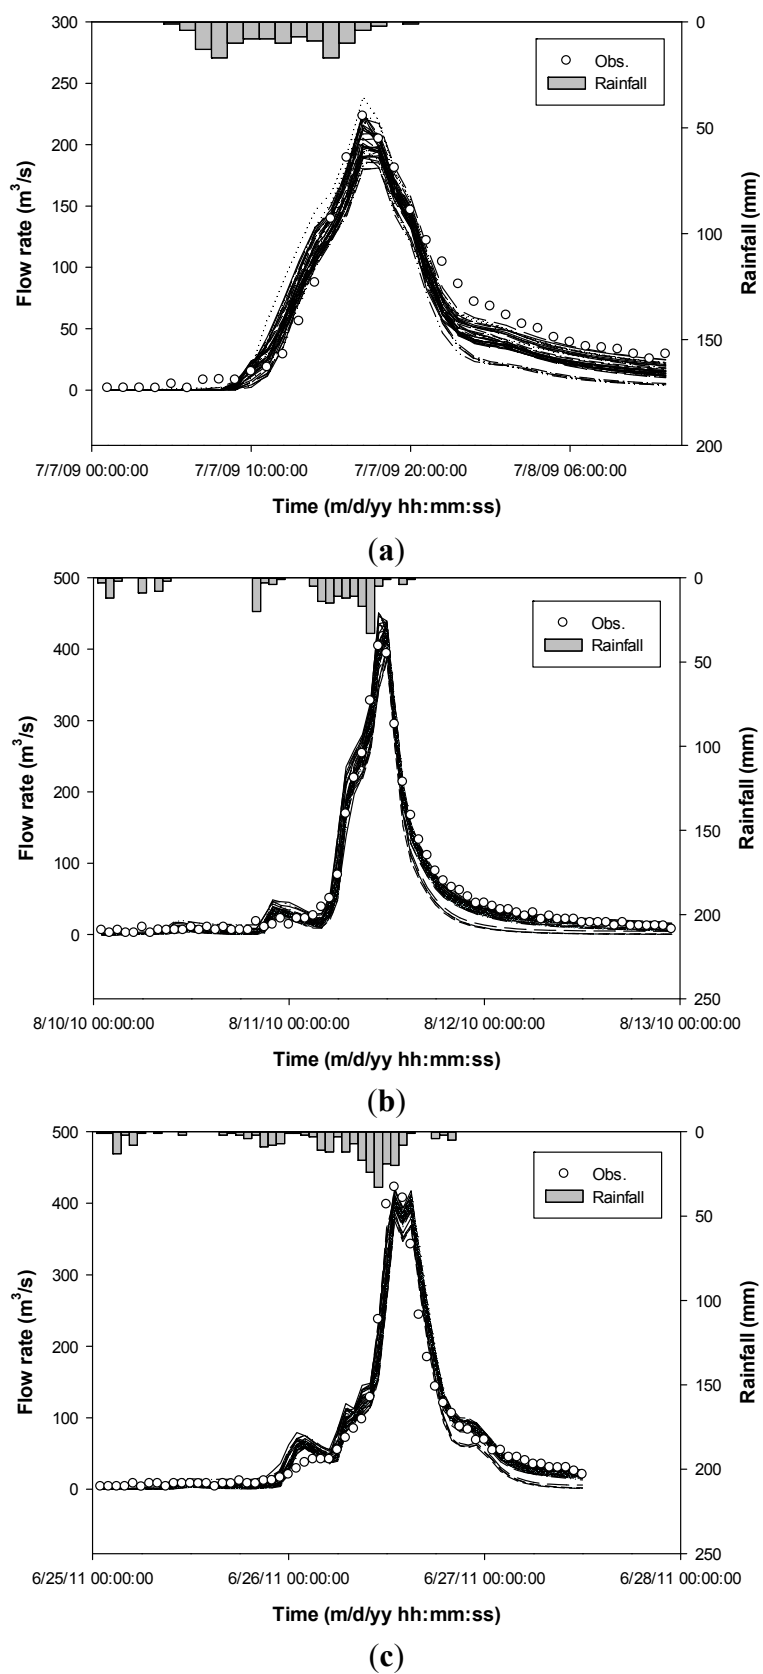 300
250
200
150
100
50
0
Flow rate (m³/s)
0
50
100
150
200
Rainfall (mm)
Obs.
Rainfall
7/7/09 00:00:00 7/7/09 10:00:00 7/7/09 20:00:00 7/8/09 06:00:00
Time (m/d/yy hh:mm:ss)
(a)
500
400
300
200
100
0
Flow rate (m³/s)
0
50
100
150
200
250
Rainfall (mm)
Obs.
Rainfall
8/10/10 00:00:00 8/11/10 00:00:00 8/12/10 00:00:00 8/13/10 00:00:00
Time (m/d/yy hh:mm:ss)
(b)
500
400
300
200
100
0
Flow rate (m³/s)
0
50
100
150
200
250
Rainfall (mm)
Obs.
Rainfall
6/25/11 00:00:00 6/26/11 00:00:00 6/27/11 00:00:00 6/28/11 00:00:00
Time (m/d/yy hh:mm:ss)
(c)